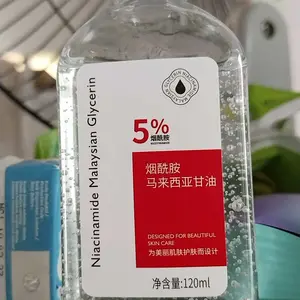 Niacinamide Malaysian Glycerin
5%
烟酰胺
NIACINAMIDE
烟酰胺
马来西亚甘油
DESIGNED FOR BEAUTIFUL
SKIN CARE
为美丽肌肤护肤而设计
净含量:120ml